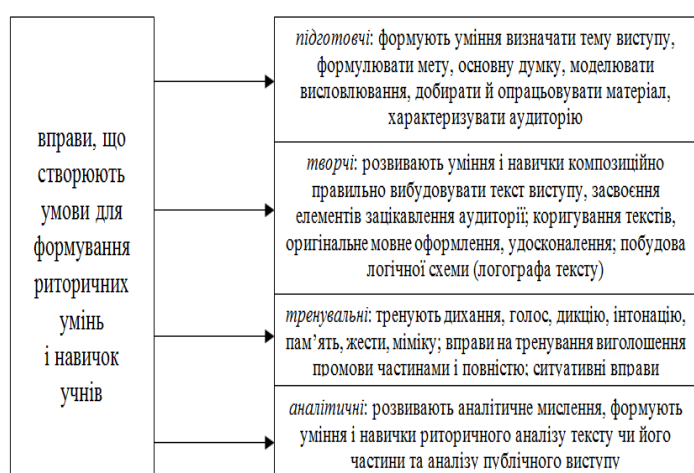 вправи, що
створюють
умови для
формування
риторичних
умінь
і навичок
учнів
підготовчі: формують уміння визначати тему виступу,
формулювати мету, основну думку, моделювати
висловлювання, добирати й опрацьовувати матеріал,
характеризувати аудиторію
творчі: розвивають уміння і навички композиційно
правильно вибудовувати текст виступу, засвоєння
елементів зацікавлення аудиторії; коригування текстів,
оригінальне мовне оформлення, удосконалення; побудова
логічної схеми (логографа тексту)
тренувальні: тренують дихання, голос, дикцію, інтонацію,
пам’ять, жести, міміку; вправи на тренування виголошення
промови частинами і повністю; ситуативні вправи
аналітичні: розвивають аналітичне мислення, формують
уміння і навички риторичного аналізу тексту чи його
частини та аналізу публічного виступу